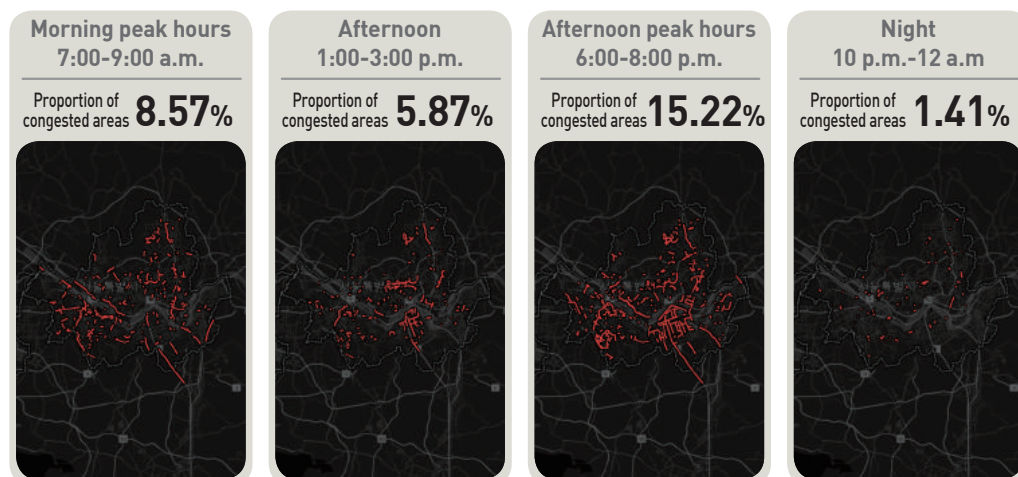 Morning peak hours
7:00-9:00 a.m.
Proportion of
congested areas 8.57%
Afternoon
1:00-3:00 p.m.
Proportion of
congested areas 5.87%
Afternoon peak hours
6:00-8:00 p.m.
Proportion of
congested areas 15.22%
Night
10 p.m.-12 a.m
Proportion of
congested areas 1.41%